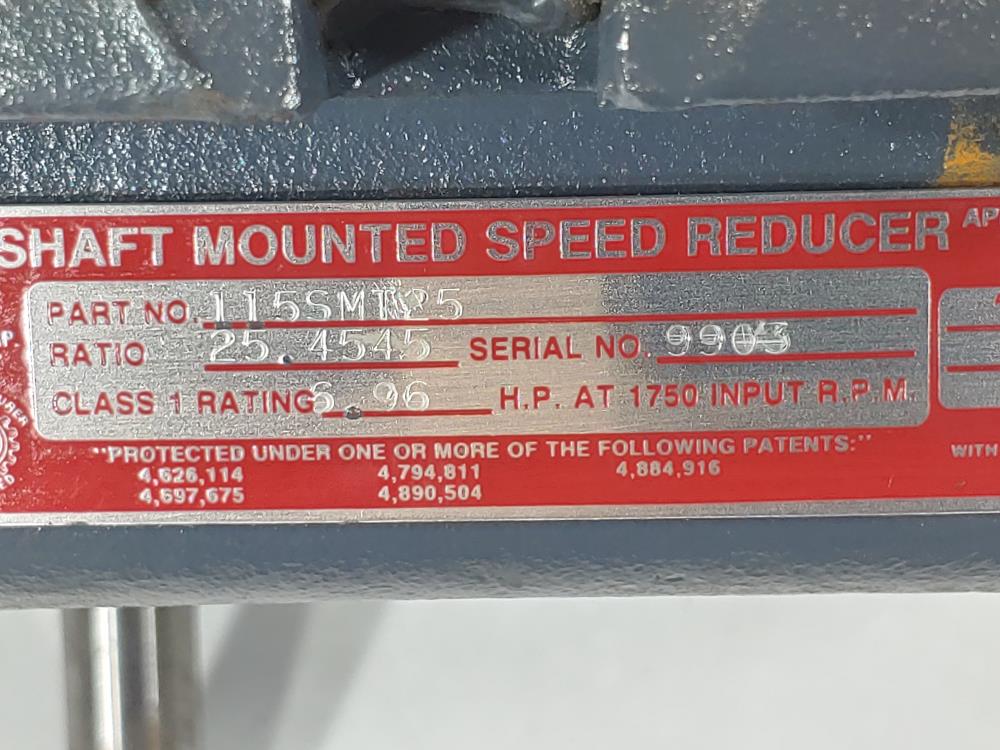 SHAFT MOUNTED SPEED REDUCER AP
PART NO. 115SMT25
RATIO 25.4545 SERIAL NO. 9903
CLASS 1 RATING 6.96 H.P. AT 1750 INPUT R.P.M.
"PROTECTED UNDER ONE OR MORE OF THE FOLLOWING PATENTS:"
4,626,114 4,794,811 4,884,916
4,697,675 4,890,504
WITH